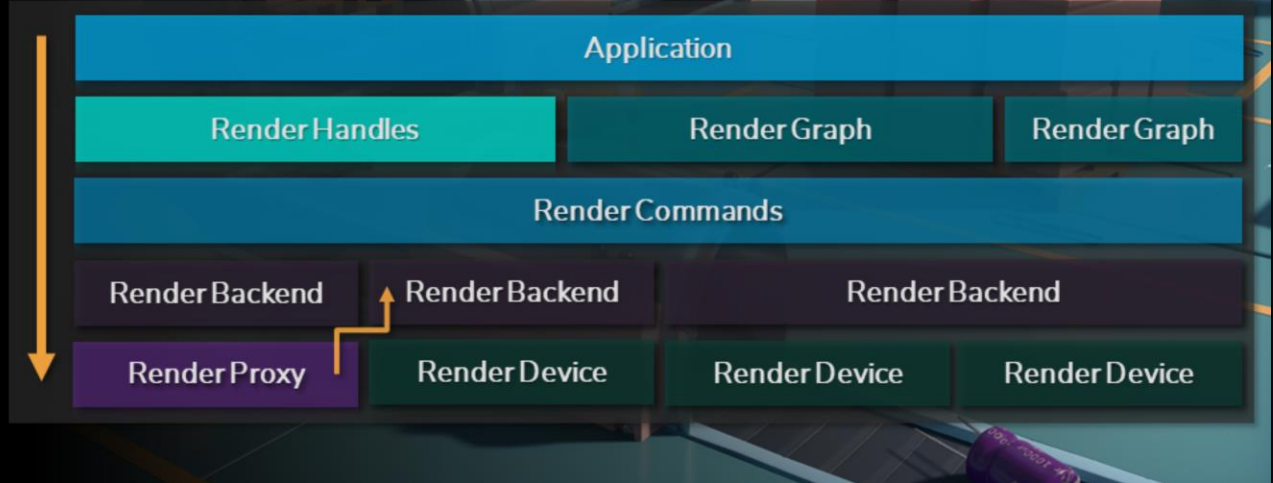 Application
Render Handles Render Graph Render Graph
Render Commands
Render Backend Render Backend Render Backend
Render Proxy Render Device Render Device Render Device